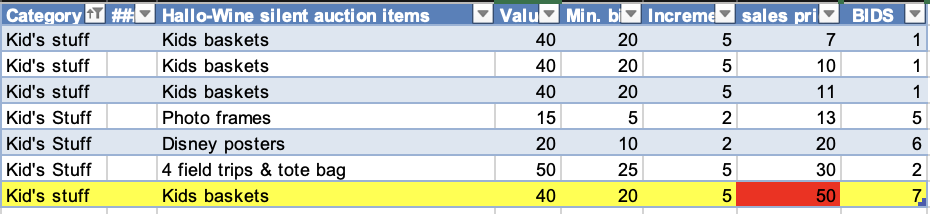 Category ## Hallo-Wine silent auction items Valu Min. bi Increme sales pri BIDS
Kid's stuff Kids baskets 40 20 5 7 1
Kid's stuff Kids baskets 40 20 5 10 1
Kid's stuff Kids baskets 40 20 5 11 1
Kid's Stuff Photo frames 15 5 2 13 5
Kid's Stuff Disney posters 20 10 2 20 6
Kid's Stuff 4 field trips & tote bag 50 25 5 30 2
Kid's stuff Kids baskets 40 20 5 50 7